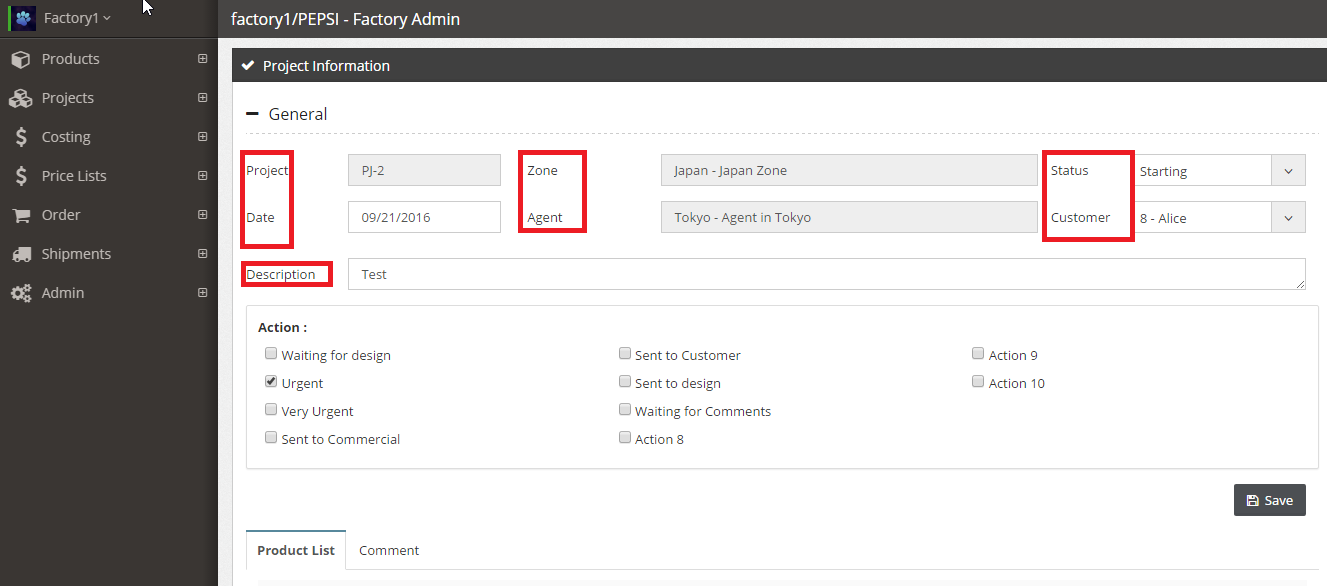 Factory1
factory1/PEPSI - Factory Admin
Products
Projects
Costing
Price Lists
Order
Shipments
Admin
Project Information
General
Project PJ-2 Zone Japan - Japan Zone Status Starting
Date 09/21/2016 Agent Tokyo - Agent in Tokyo Customer 8 - Alice
Description Test
Action :
Waiting for design Sent to Customer Action 9
Urgent Sent to design Action 10
Very Urgent Waiting for Comments
Sent to Commercial Action 8
Save
Product List Comment